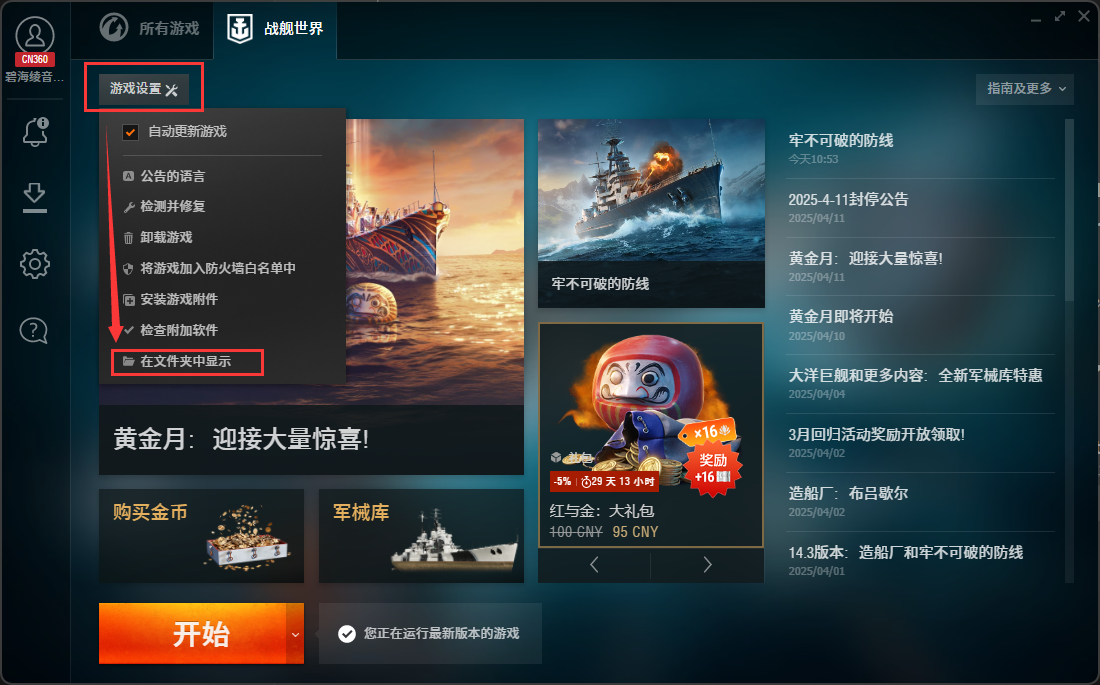 所有游戏
战舰世界
CN360
碧海绫音...
游戏设置
指南及更多
自动更新游戏
公告的语言
检测并修复
卸载游戏
将游戏加入防火墙白名单中
安装游戏附件
检查附加软件
在文件夹中显示
黄金月：迎接大量惊喜!
牢不可破的防线
×16
奖励
+16
-5%
29 天 13 小时
红与金：大礼包
100 CNY 95 CNY
牢不可破的防线
今天10:53
2025-4-11封停公告
2025/04/11
黄金月：迎接大量惊喜!
2025/04/11
黄金月即将开始
2025/04/10
大洋巨舰和更多内容：全新军械库特惠
2025/04/04
3月回归活动奖励开放领取!
2025/04/02
造船厂：布吕歇尔
2025/04/02
14.3版本：造船厂和牢不可破的防线
2025/04/01
购买金币
军械库
开始
您正在运行最新版本的游戏